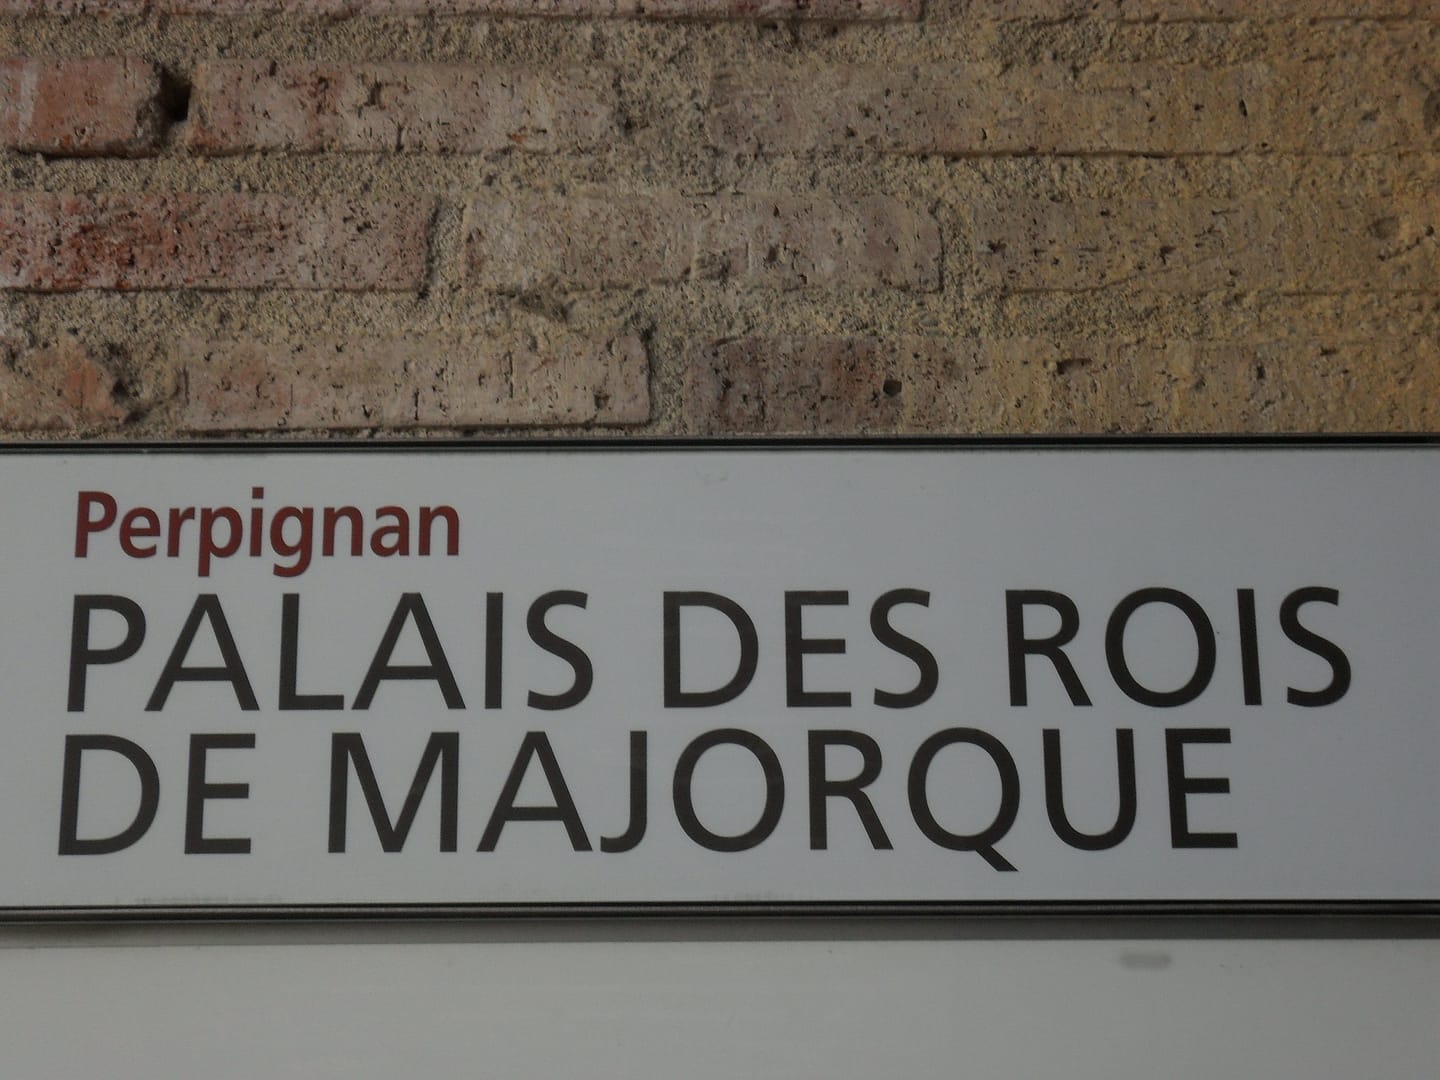 Perpignan
PALAIS DES ROIS
DE MAJORQUE